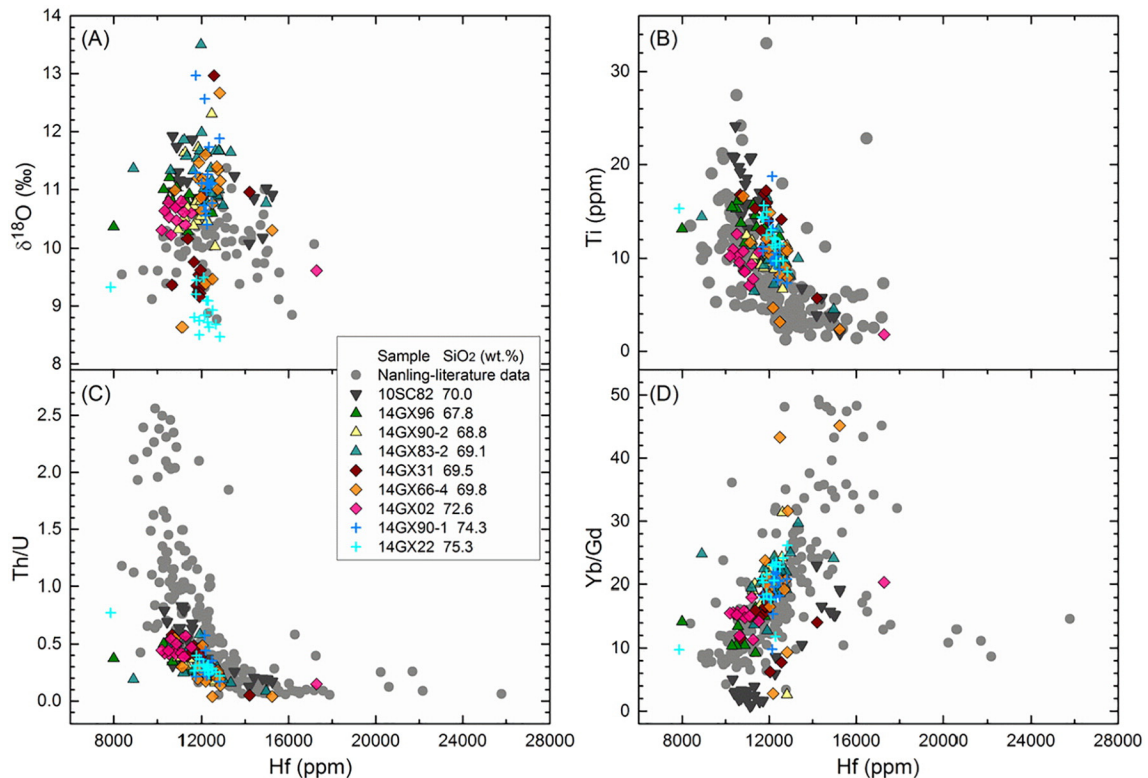 (A)
14
13
12
11
10
9
8
δ18O (‰)
(B)
30
20
10
0
Ti (ppm)
Sample SiO2 (wt.%)
Nanling-literature data
10SC82 70.0
14GX96 67.8
14GX90-2 68.8
14GX83-2 69.1
14GX31 69.5
14GX66-4 69.8
14GX02 72.6
14GX90-1 74.3
14GX22 75.3
(C)
2.5
2.0
1.5
1.0
0.5
0.0
Th/U
8000 12000 16000 20000 24000 28000
Hf (ppm)
(D)
50
40
30
20
10
0
Yb/Gd
8000 12000 16000 20000 24000 28000
Hf (ppm)